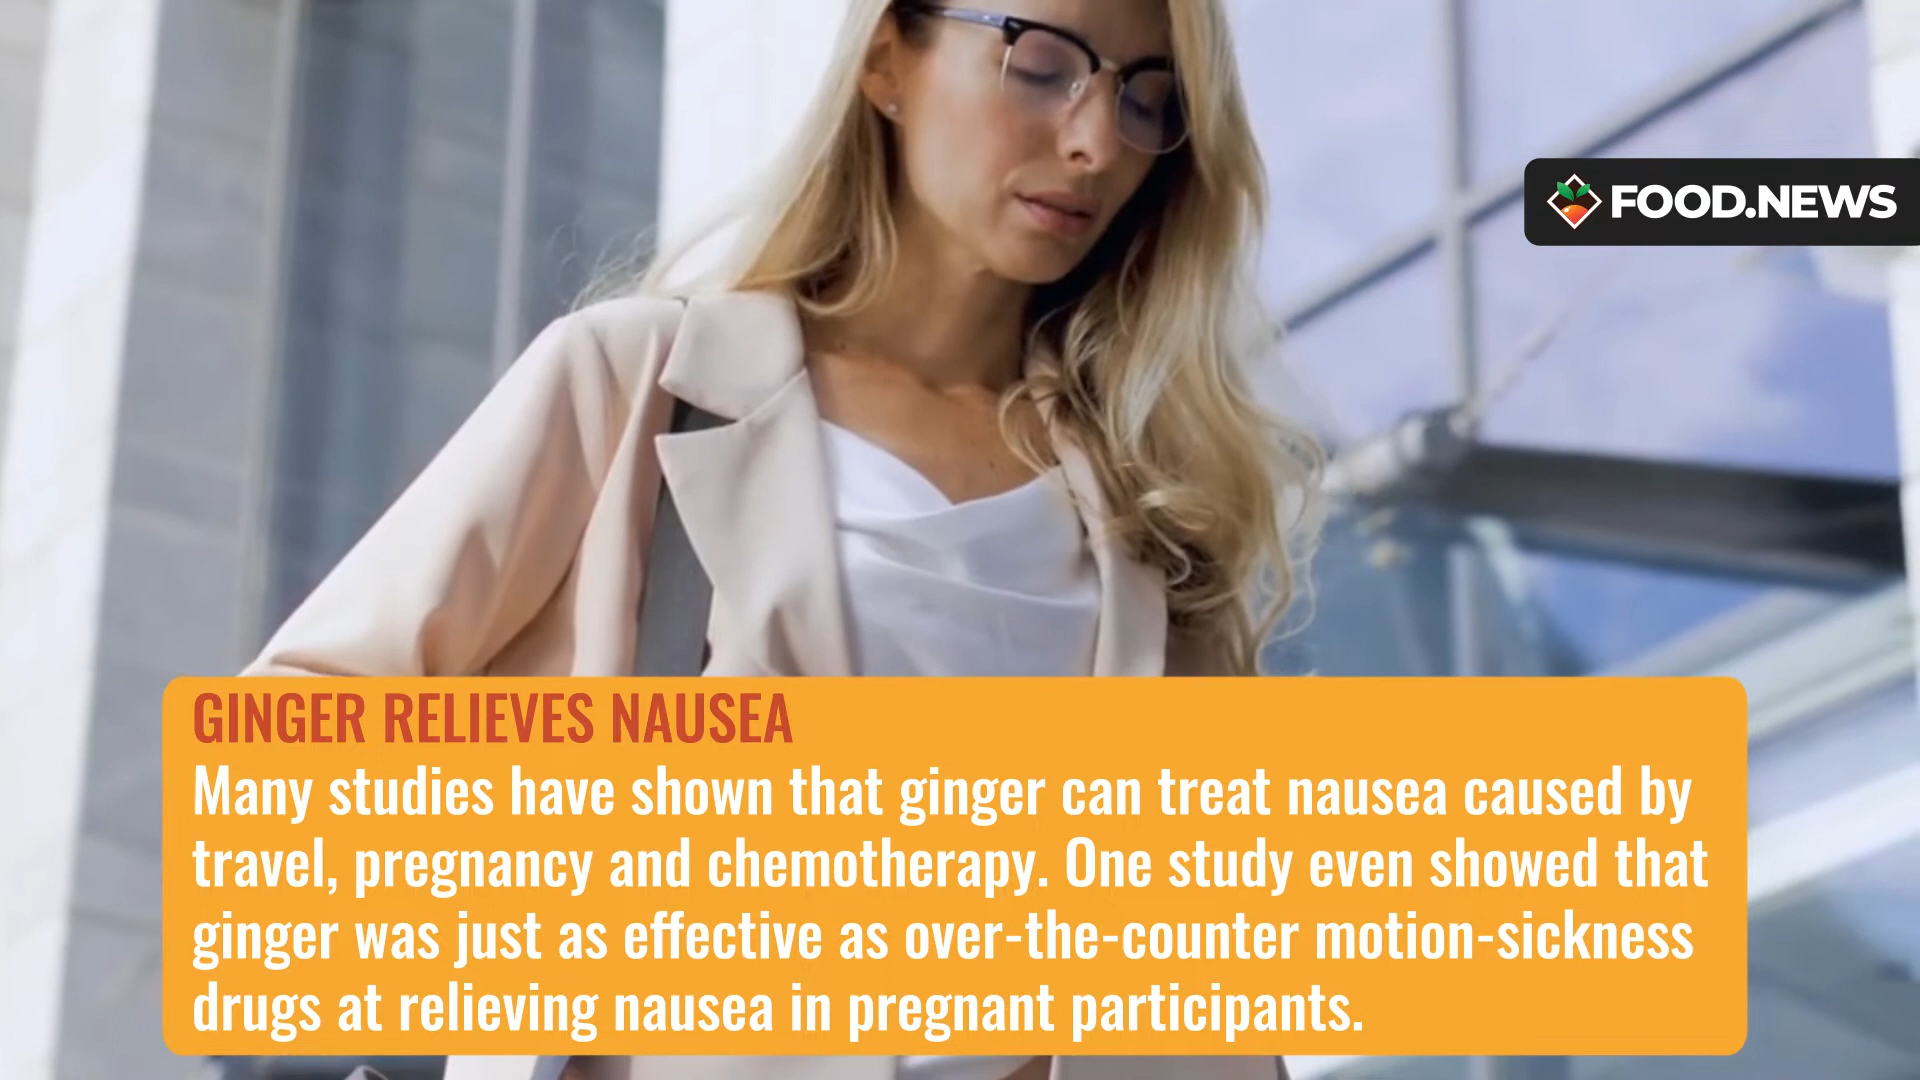 FOOD.NEWS
GINGER RELIEVES NAUSEA
Many studies have shown that ginger can treat nausea caused by
travel, pregnancy and chemotherapy. One study even showed that
ginger was just as effective as over-the-counter motion-sickness
drugs at relieving nausea in pregnant participants.